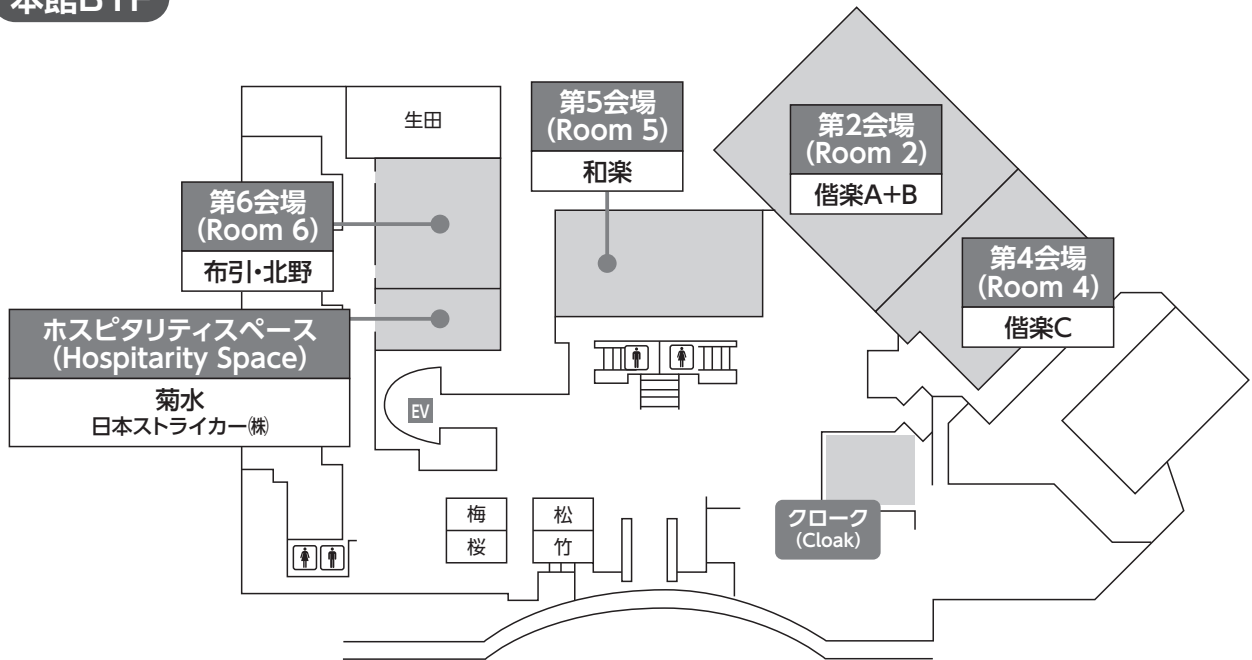 本館B1F
生田
第5会場
(Room 5)
和楽
第2会場
(Room 2)
偕楽A+B
第6会場
(Room 6)
布引・北野
第4会場
(Room 4)
偕楽C
ホスピタリティスペース
(Hospitarity Space)
菊水
日本ストライカー㈱
EV
梅
桜
松
竹
クローク
(Cloak)